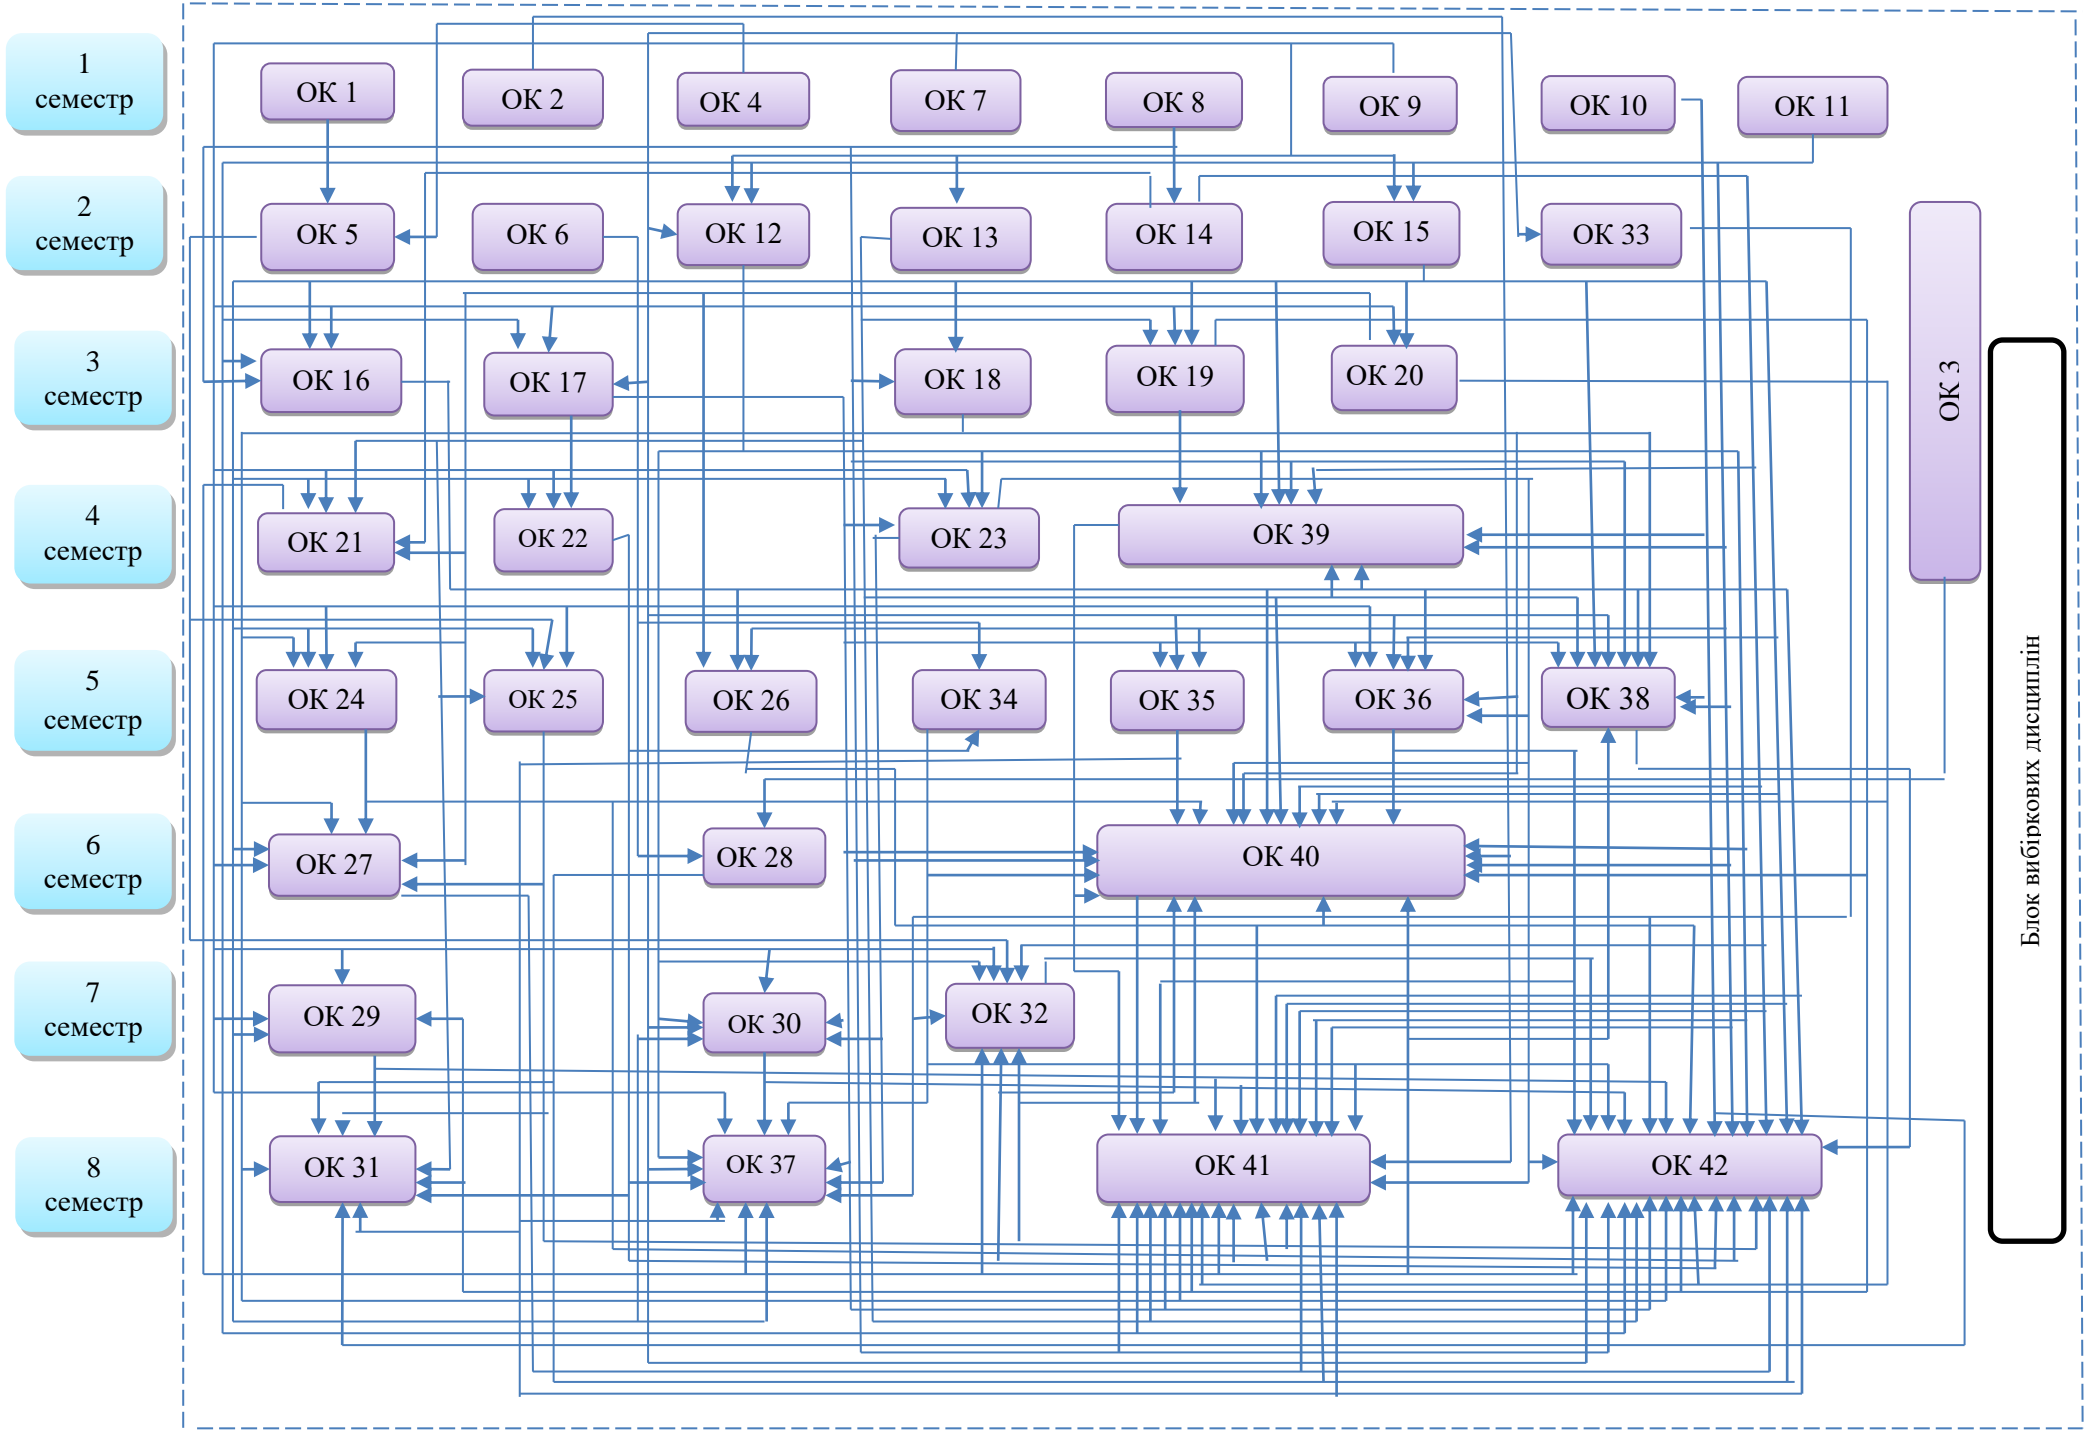 1
семестр
ОК 1
ОК 2
ОК 4
ОК 7
ОК 8
ОК 9
ОК 10
ОК 11
2
семестр
ОК 5
ОК 6
ОК 12
ОК 13
ОК 14
ОК 15
ОК 33
ОК 3
3
семестр
ОК 16
ОК 17
ОК 18
ОК 19
ОК 20
4
семестр
ОК 21
ОК 22
ОК 23
ОК 39
5
семестр
ОК 24
ОК 25
ОК 26
ОК 34
ОК 35
ОК 36
ОК 38
Блок вибіркових дисциплін
6
семестр
ОК 27
ОК 28
ОК 40
7
семестр
ОК 29
ОК 30
ОК 32
8
семестр
ОК 31
ОК 37
ОК 41
ОК 42